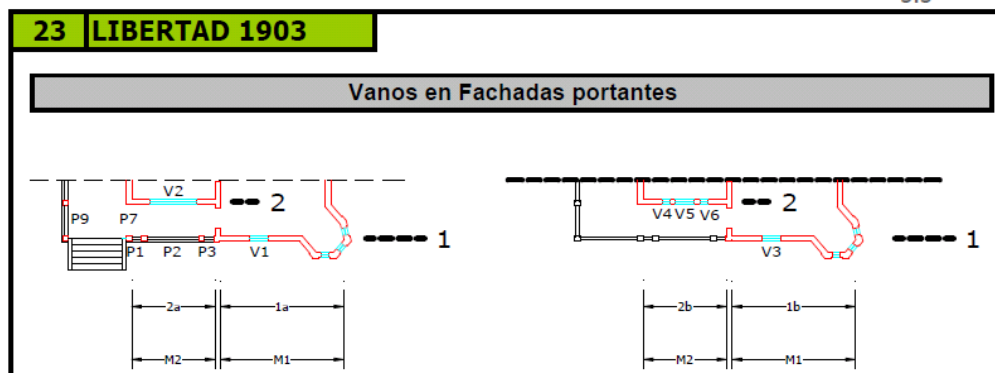 23 LIBERTAD 1903
Vanos en Fachadas portantes
V2
2
P9 P7
1
P1 P2 P3 V1
2a 1a
M2 M1
V4 V5 V6
2
1
V3
2b 1b
M2 M1